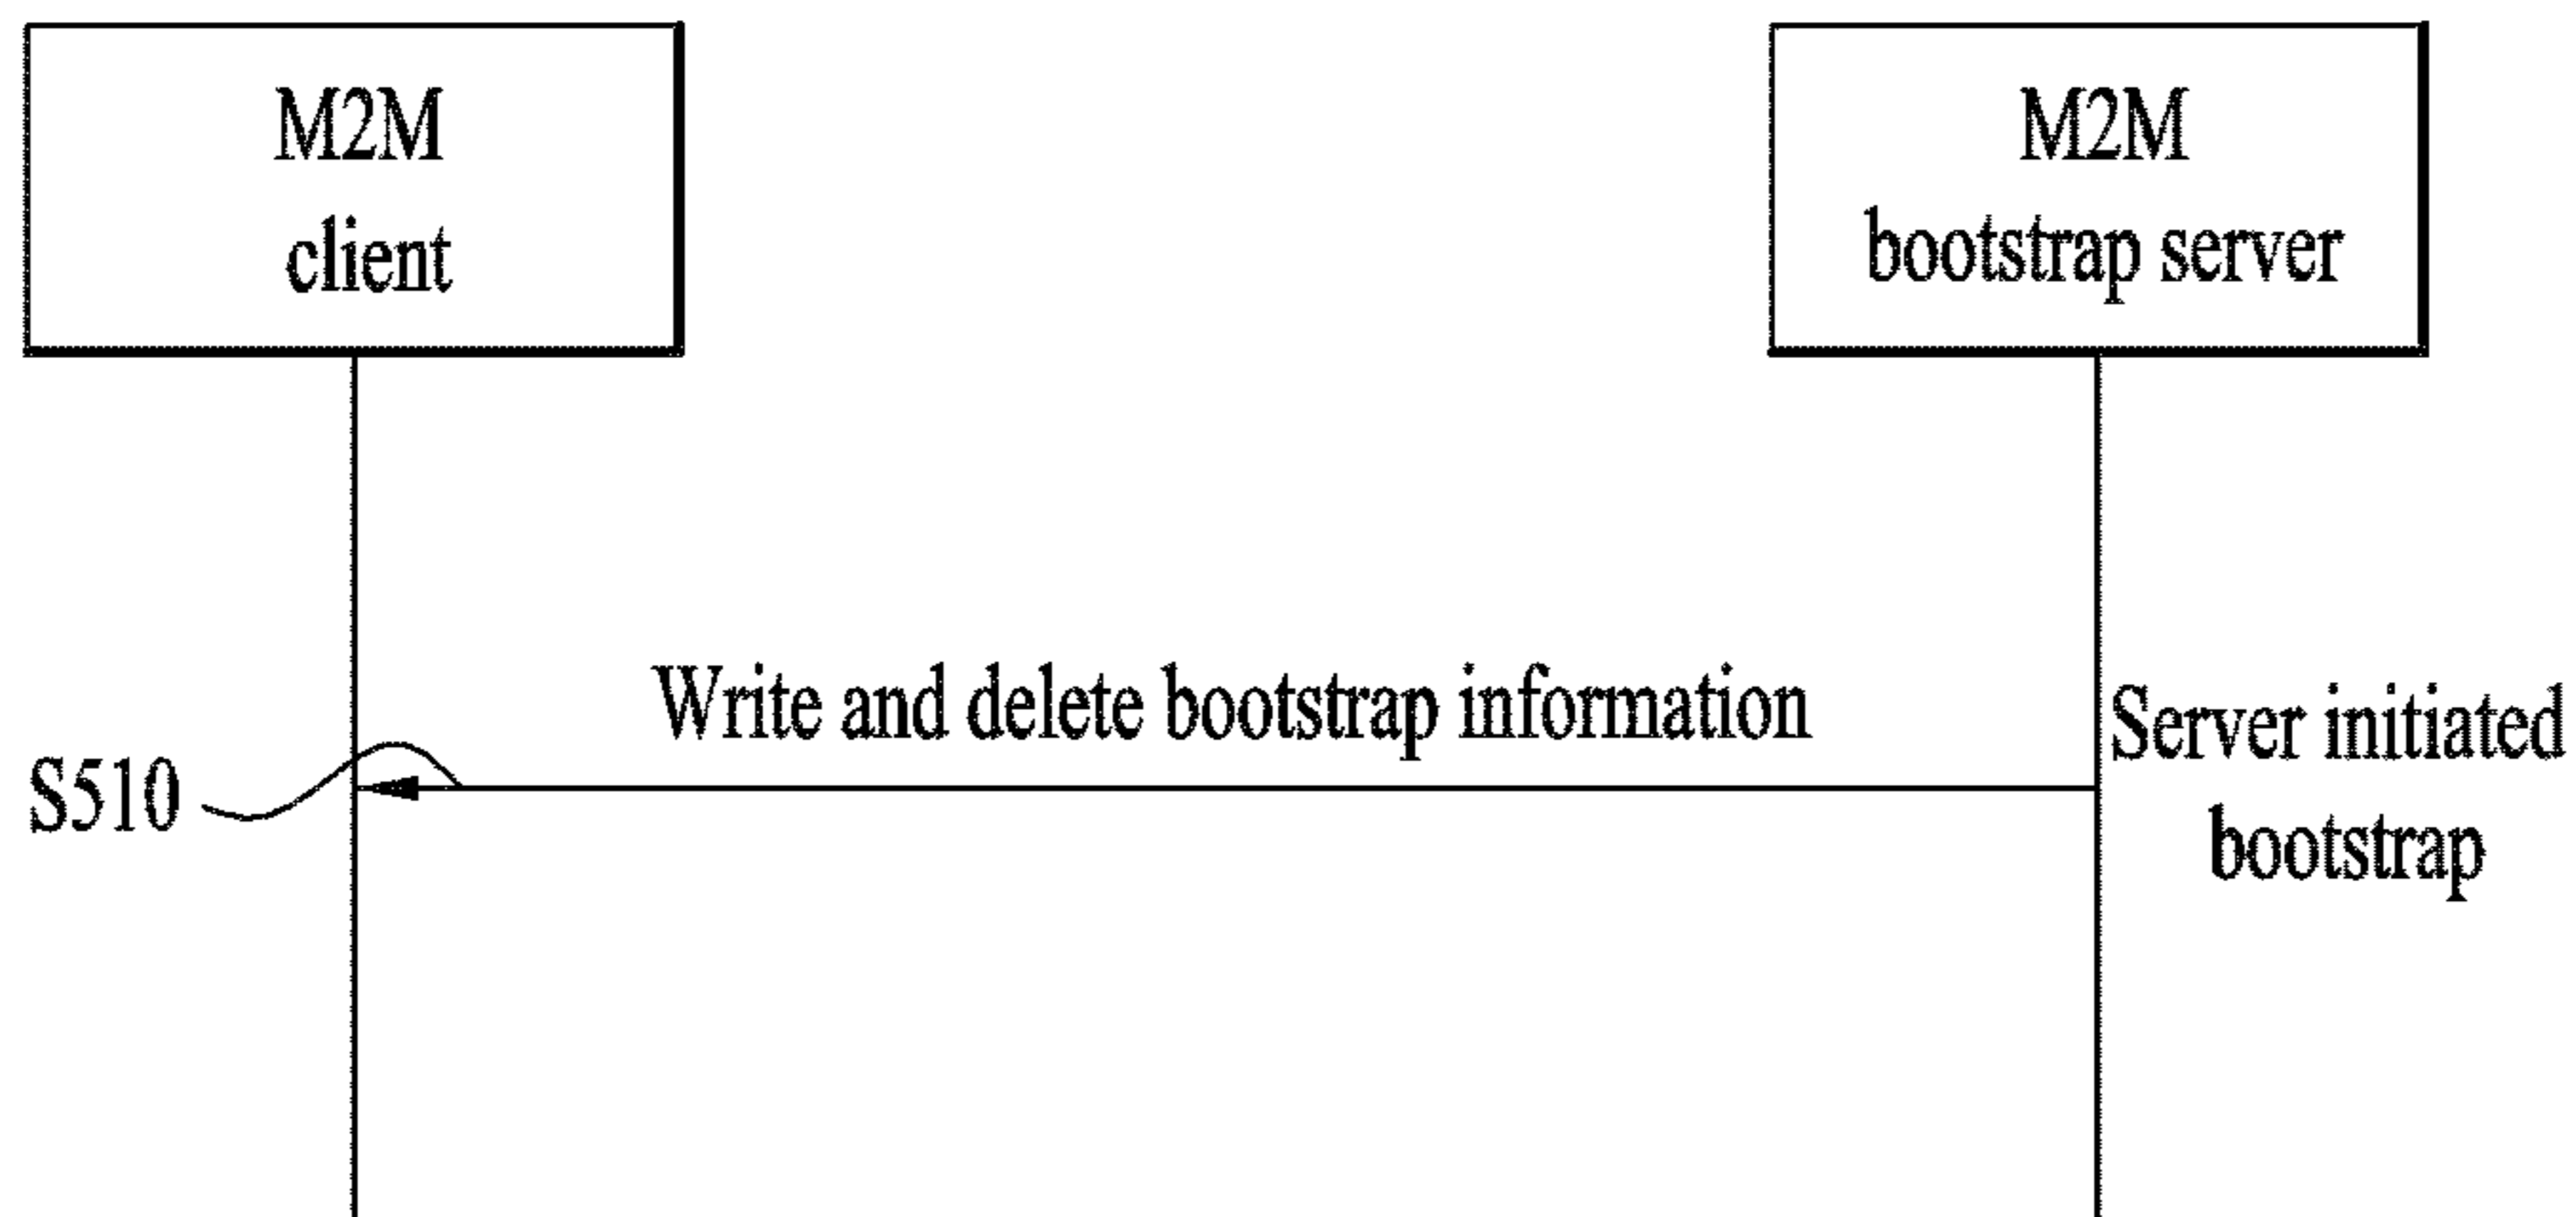 M2M
client
M2M
bootstrap server
Write and delete bootstrap information
Server initiated
bootstrap
S510